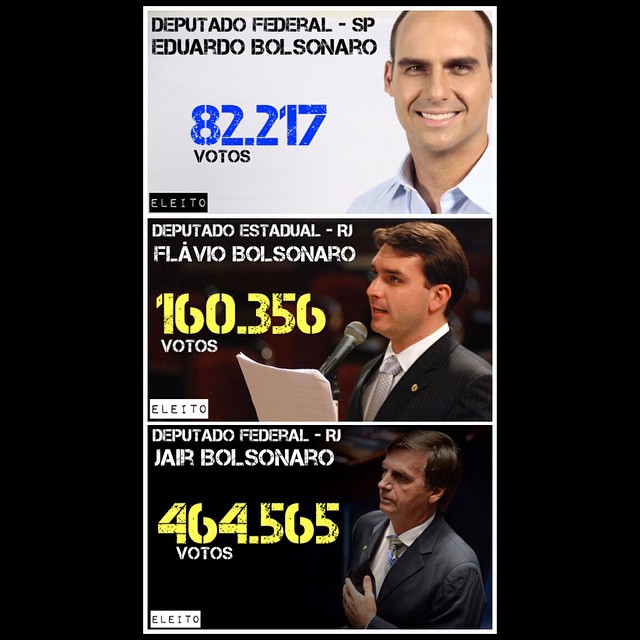 DEPUTADO FEDERAL - SP
EDUARDO BOLSONARO
82.217
VOTOS
ELEITO
DEPUTADO ESTADUAL - RJ
FLÁVIO BOLSONARO
160.356
VOTOS
ELEITO
DEPUTADO FEDERAL - RJ
JAIR BOLSONARO
464.565
VOTOS
ELEITO